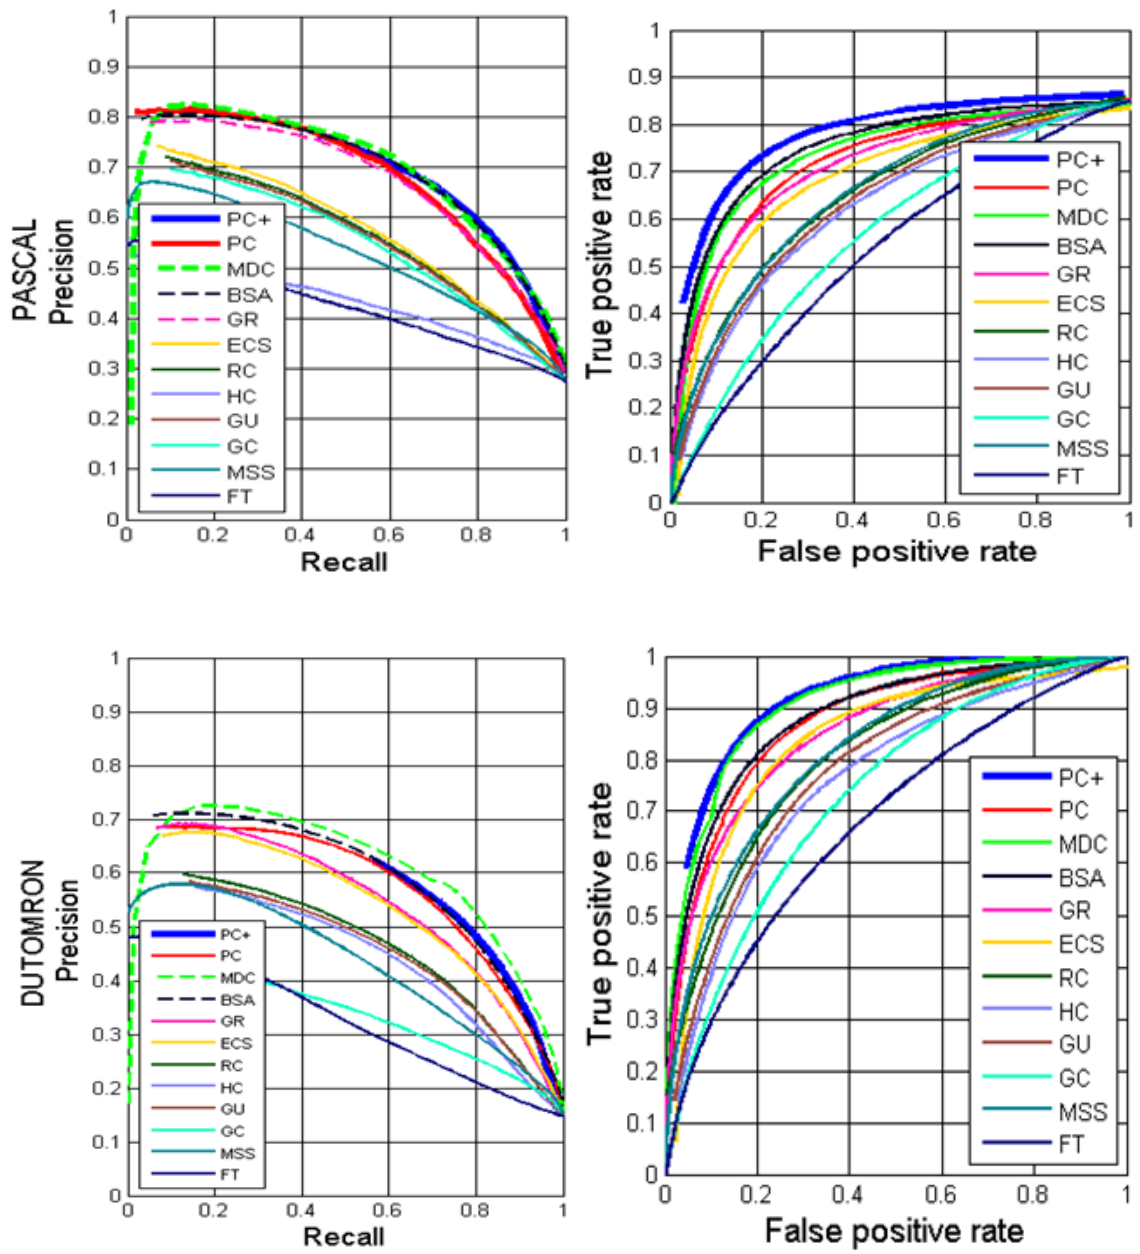 1
0.9
0.8
0.7
0.6
0.5
0.4
0.3
0.2
0.1
0
PASCAL
Precision
PC+
PC
MDC
BSA
GR
ECS
RC
HC
GU
GC
MSS
FT
0 0.2 0.4 0.6 0.8 1
Recall
1
0.9
0.8
0.7
0.6
0.5
0.4
0.3
0.2
0.1
0
True positive rate
PC+
PC
MDC
BSA
GR
ECS
RC
HC
GU
GC
MSS
FT
0 0.2 0.4 0.6 0.8 1
False positive rate
1
0.9
0.8
0.7
0.6
0.5
0.4
0.3
0.2
0.1
0
DUTOMRON
Precision
PC+
PC
MDC
BSA
GR
ECS
RC
HC
GU
GC
MSS
FT
0 0.2 0.4 0.6 0.8 1
Recall
1
0.9
0.8
0.7
0.6
0.5
0.4
0.3
0.2
0.1
0
True positive rate
PC+
PC
MDC
BSA
GR
ECS
RC
HC
GU
GC
MSS
FT
0 0.2 0.4 0.6 0.8 1
False positive rate